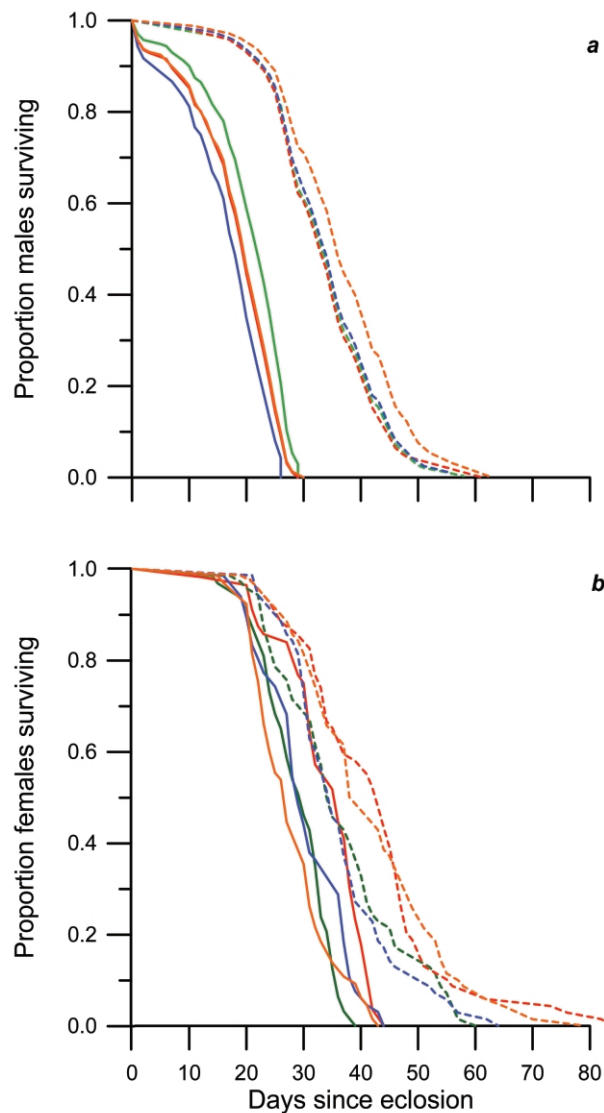 a
Proportion males surviving
1.0
0.8
0.6
0.4
0.2
0.0
b
Proportion females surviving
1.0
0.8
0.6
0.4
0.2
0.0
0 10 20 30 40 50 60 70 80
Days since eclosion